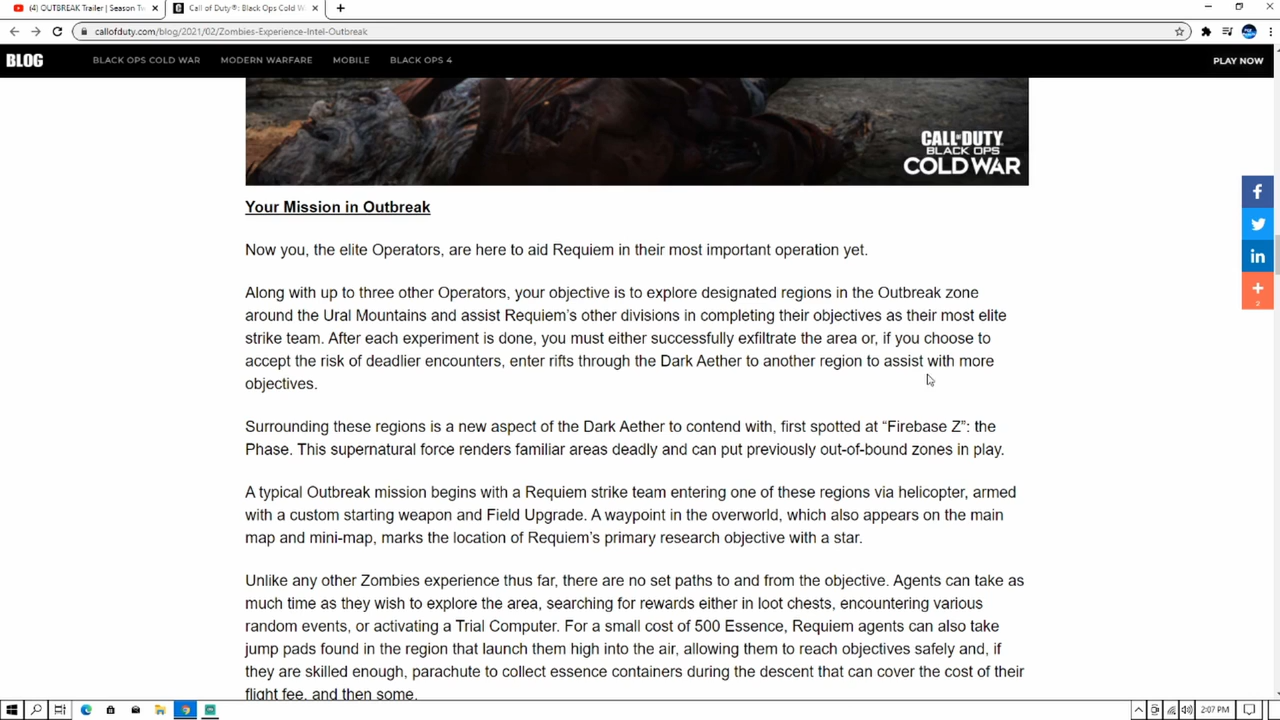 (4) OUTBREAK Trailer | Season Tw
Call of Duty®: Black Ops Cold W
callofduty.com/blog/2021/02/Zombies-Experience-Intel-Outbreak
BLOG
BLACK OPS COLD WAR
MODERN WARFARE
MOBILE
BLACK OPS 4
PLAY NOW
CALL OF DUTY
BLACK OPS
COLD WAR
Your Mission in Outbreak
Now you, the elite Operators, are here to aid Requiem in their most important operation yet.
Along with up to three other Operators, your objective is to explore designated regions in the Outbreak zone
around the Ural Mountains and assist Requiem's other divisions in completing their objectives as their most elite
strike team. After each experiment is done, you must either successfully exfiltrate the area or, if you choose to
accept the risk of deadlier encounters, enter rifts through the Dark Aether to another region to assist with more
objectives.
Surrounding these regions is a new aspect of the Dark Aether to contend with, first spotted at “Firebase Z”: the
Phase. This supernatural force renders familiar areas deadly and can put previously out-of-bound zones in play.
A typical Outbreak mission begins with a Requiem strike team entering one of these regions via helicopter, armed
with a custom starting weapon and Field Upgrade. A waypoint in the overworld, which also appears on the main
map and mini-map, marks the location of Requiem's primary research objective with a star.
Unlike any other Zombies experience thus far, there are no set paths to and from the objective. Agents can take as
much time as they wish to explore the area, searching for rewards either in loot chests, encountering various
random events, or activating a Trial Computer. For a small cost of 500 Essence, Requiem agents can also take
jump pads found in the region that launch them high into the air, allowing them to reach objectives safely and, if
they are skilled enough, parachute to collect essence containers during the descent that can cover the cost of their
flight fee, and then some.
2
2:07 PM